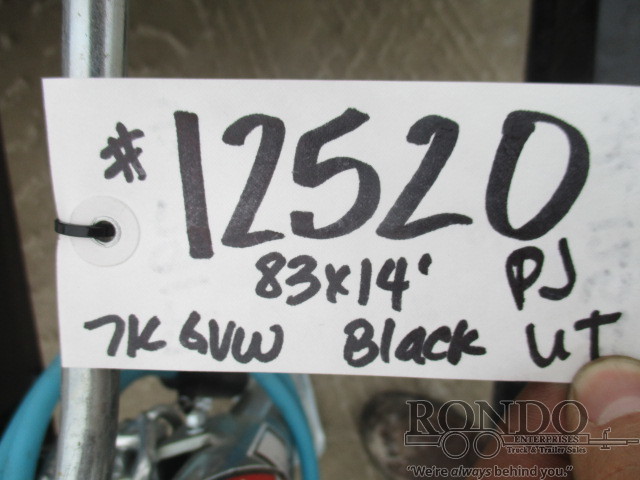 #12520
83x14' PJ
7K GVW Black UT
RONDO
ENTERPRISES
Truck & Trailer Sales
"We're always behind you."